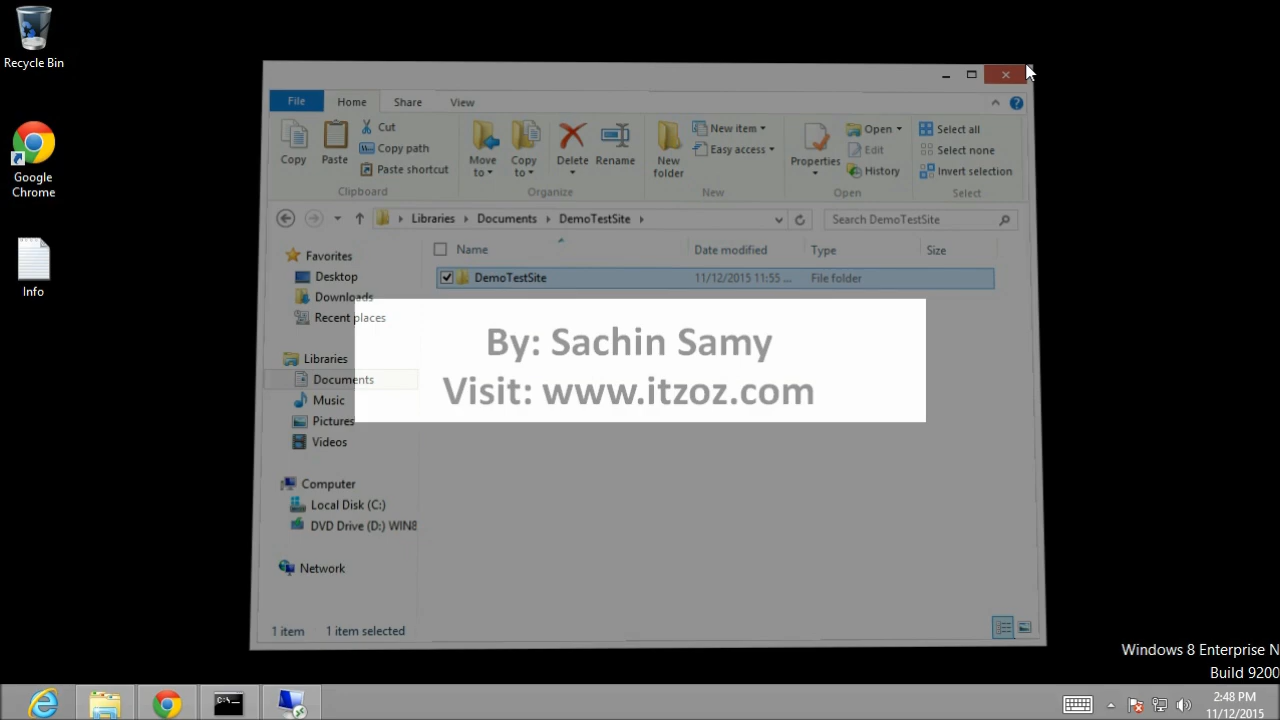 Recycle Bin
Google
Chrome
Info
File
Home
Share
View
Copy
Paste
Cut
Copy path
Paste shortcut
Clipboard
Move
to
Copy
to
Delete
Rename
Organize
New
folder
New item
Easy access
New
Properties
Open
Edit
History
Open
Select all
Select none
Invert selection
Select
Libraries
Documents
DemoTestSite
Search DemoTestSite
Name
Date modified
Type
Size
DemoTestSite
11/12/2015 11:55 ...
File folder
Favorites
Desktop
Downloads
Recent places
Libraries
Documents
Music
Pictures
Videos
Computer
Local Disk (C:)
DVD Drive (D:) WIN8
Network
By: Sachin Samy
Visit: www.itzoz.com
1 item
1 item selected
Windows 8 Enterprise N
Build 9200
C:\_
2:48 PM
11/12/2015